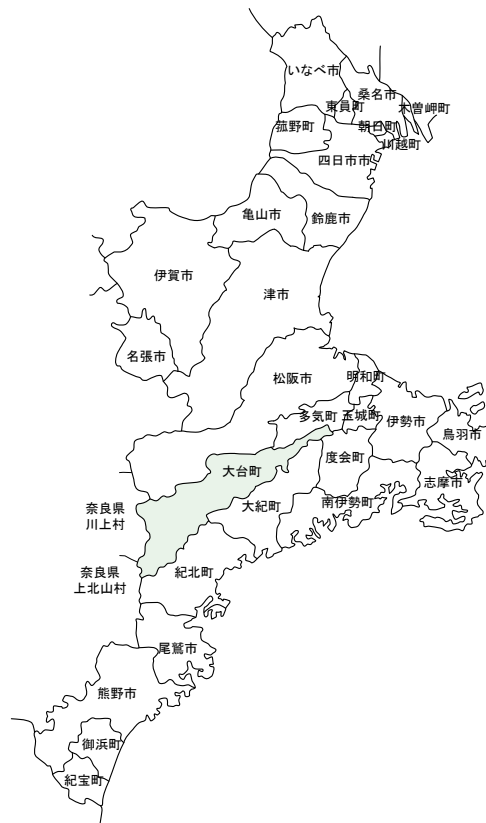 いなべ市
桑名市
東員町
木曽岬町
朝日町
菰野町
川越町
四日市市
亀山市
鈴鹿市
伊賀市
津市
名張市
松阪市
明和町
多気町
玉城町
伊勢市
鳥羽市
大台町
度会町
志摩市
大紀町
南伊勢町
奈良県
川上村
奈良県
上北山村
紀北町
尾鷲市
熊野市
御浜町
紀宝町